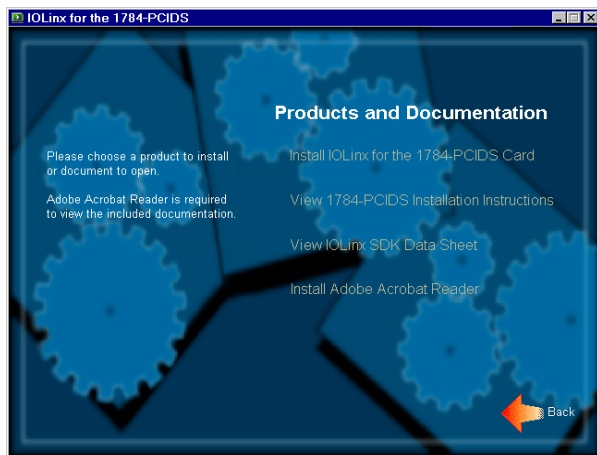 IOLinx for the 1784-PCIDS
Products and Documentation
Please choose a product to install
or document to open.
Adobe Acrobat Reader is required
to view the included documentation.
Install IOLinx for the 1784-PCIDS Card
View 1784-PCIDS Installation Instructions
View IOLinx SDK Data Sheet
Install Adobe Acrobat Reader
Back